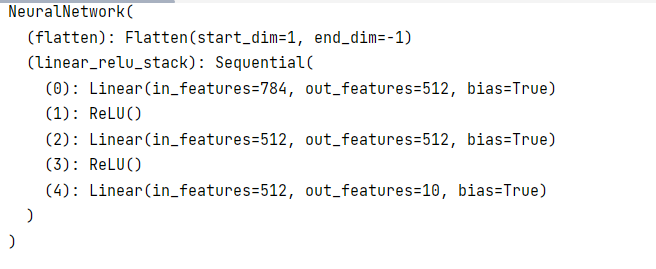 NeuralNetwork(
  (flatten): Flatten(start_dim=1, end_dim=-1)
  (linear_relu_stack): Sequential(
    (0): Linear(in_features=784, out_features=512, bias=True)
    (1): ReLU()
    (2): Linear(in_features=512, out_features=512, bias=True)
    (3): ReLU()
    (4): Linear(in_features=512, out_features=10, bias=True)
  )
)